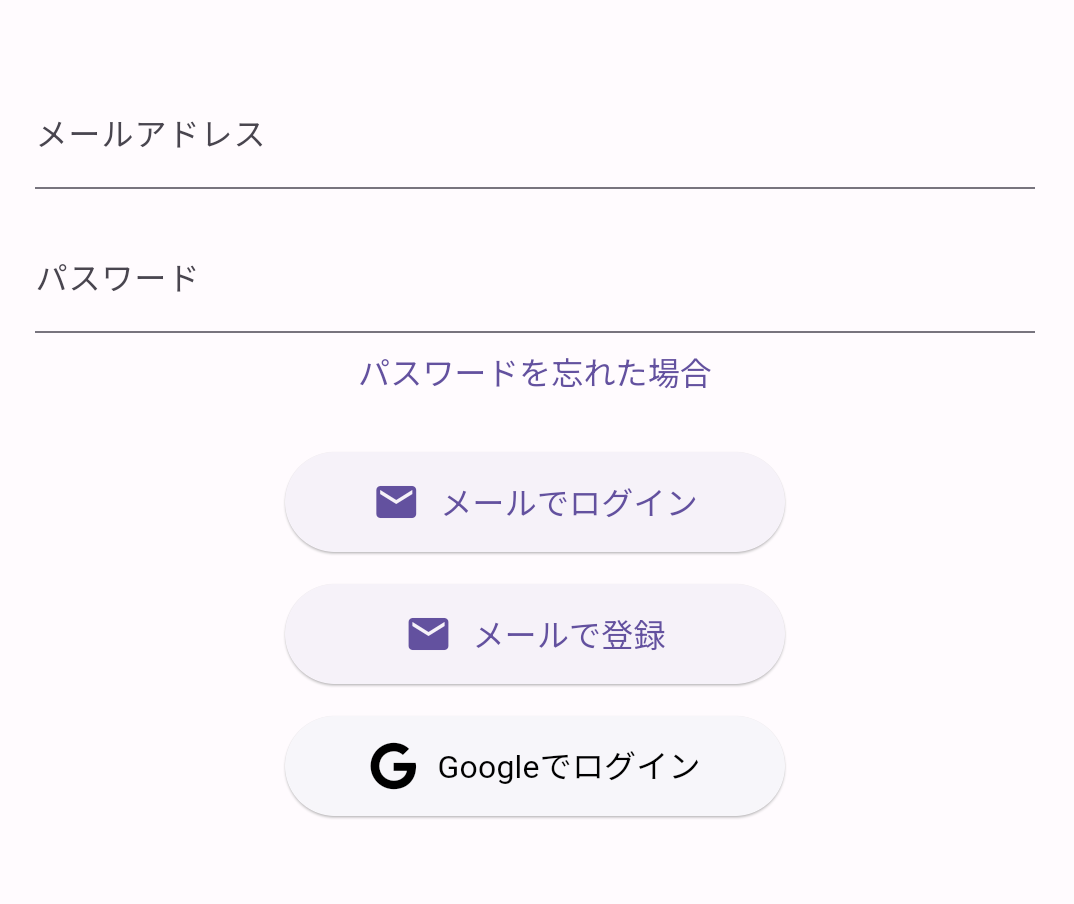 メールアドレス
パスワード
パスワードを忘れた場合
メールでログイン
メールで登録
Googleでログイン